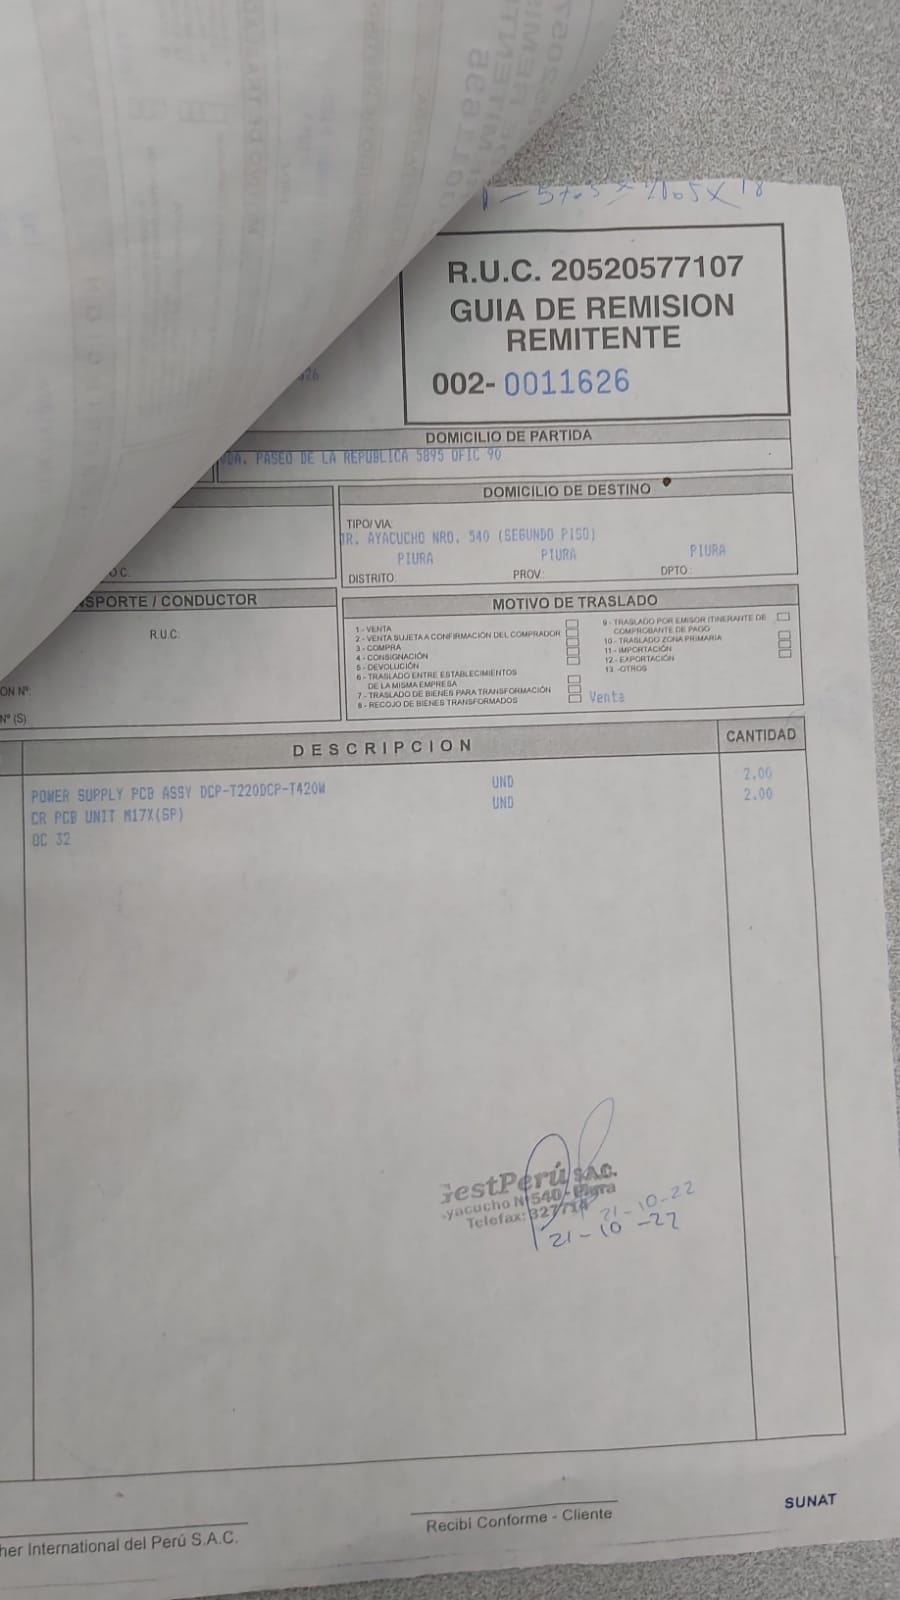 R.U.C. 20520577107
GUIA DE REMISION
REMITENTE
002- 0011626
DOMICILIO DE PARTIDA
PASEO DE LA REPUBLICA 5895 OFIC 90
DOMICILIO DE DESTINO
TIPO/VIA:
JR. AYACUCHO NRO. 540 (SEGUNDO PISO)
PIURA PIURA PIURA
DISTRITO: PROV.: DPTO.:
SPORTE / CONDUCTOR
R.U.C:
MOTIVO DE TRASLADO
1 - VENTA
2 - VENTA SUJETA A CONFIRMACIÓN DEL COMPRADOR
3 - COMPRA
4 - CONSIGNACIÓN
5 - DEVOLUCIÓN
6 - TRASLADO ENTRE ESTABLECIMIENTOS
DE LA MISMA EMPRESA
7 - TRASLADO DE BIENES PARA TRANSFORMACIÓN
8 - RECOJO DE BIENES TRANSFORMADOS
9 - TRASLADO POR EMISOR ITINERANTE DE
COMPROBANTE DE PAGO
10 - TRASLADO ZONA PRIMARIA
11 - IMPORTACIÓN
12 - EXPORTACIÓN
13 - OTROS
Venta
ON Nº:
Nº (S):
DESCRIPCION CANTIDAD
POWER SUPPLY PCB ASSY DCP-T220DCP-T420W UND 2.00
CR PCB UNIT M17X(SP) UND 2.00
OC 32
GestPerú S.A.C.
yacucho Nº 540 - Piura
Telefax: 327714
21-10-22
21-10-22
her International del Perú S.A.C.
Recibí Conforme - Cliente
SUNAT